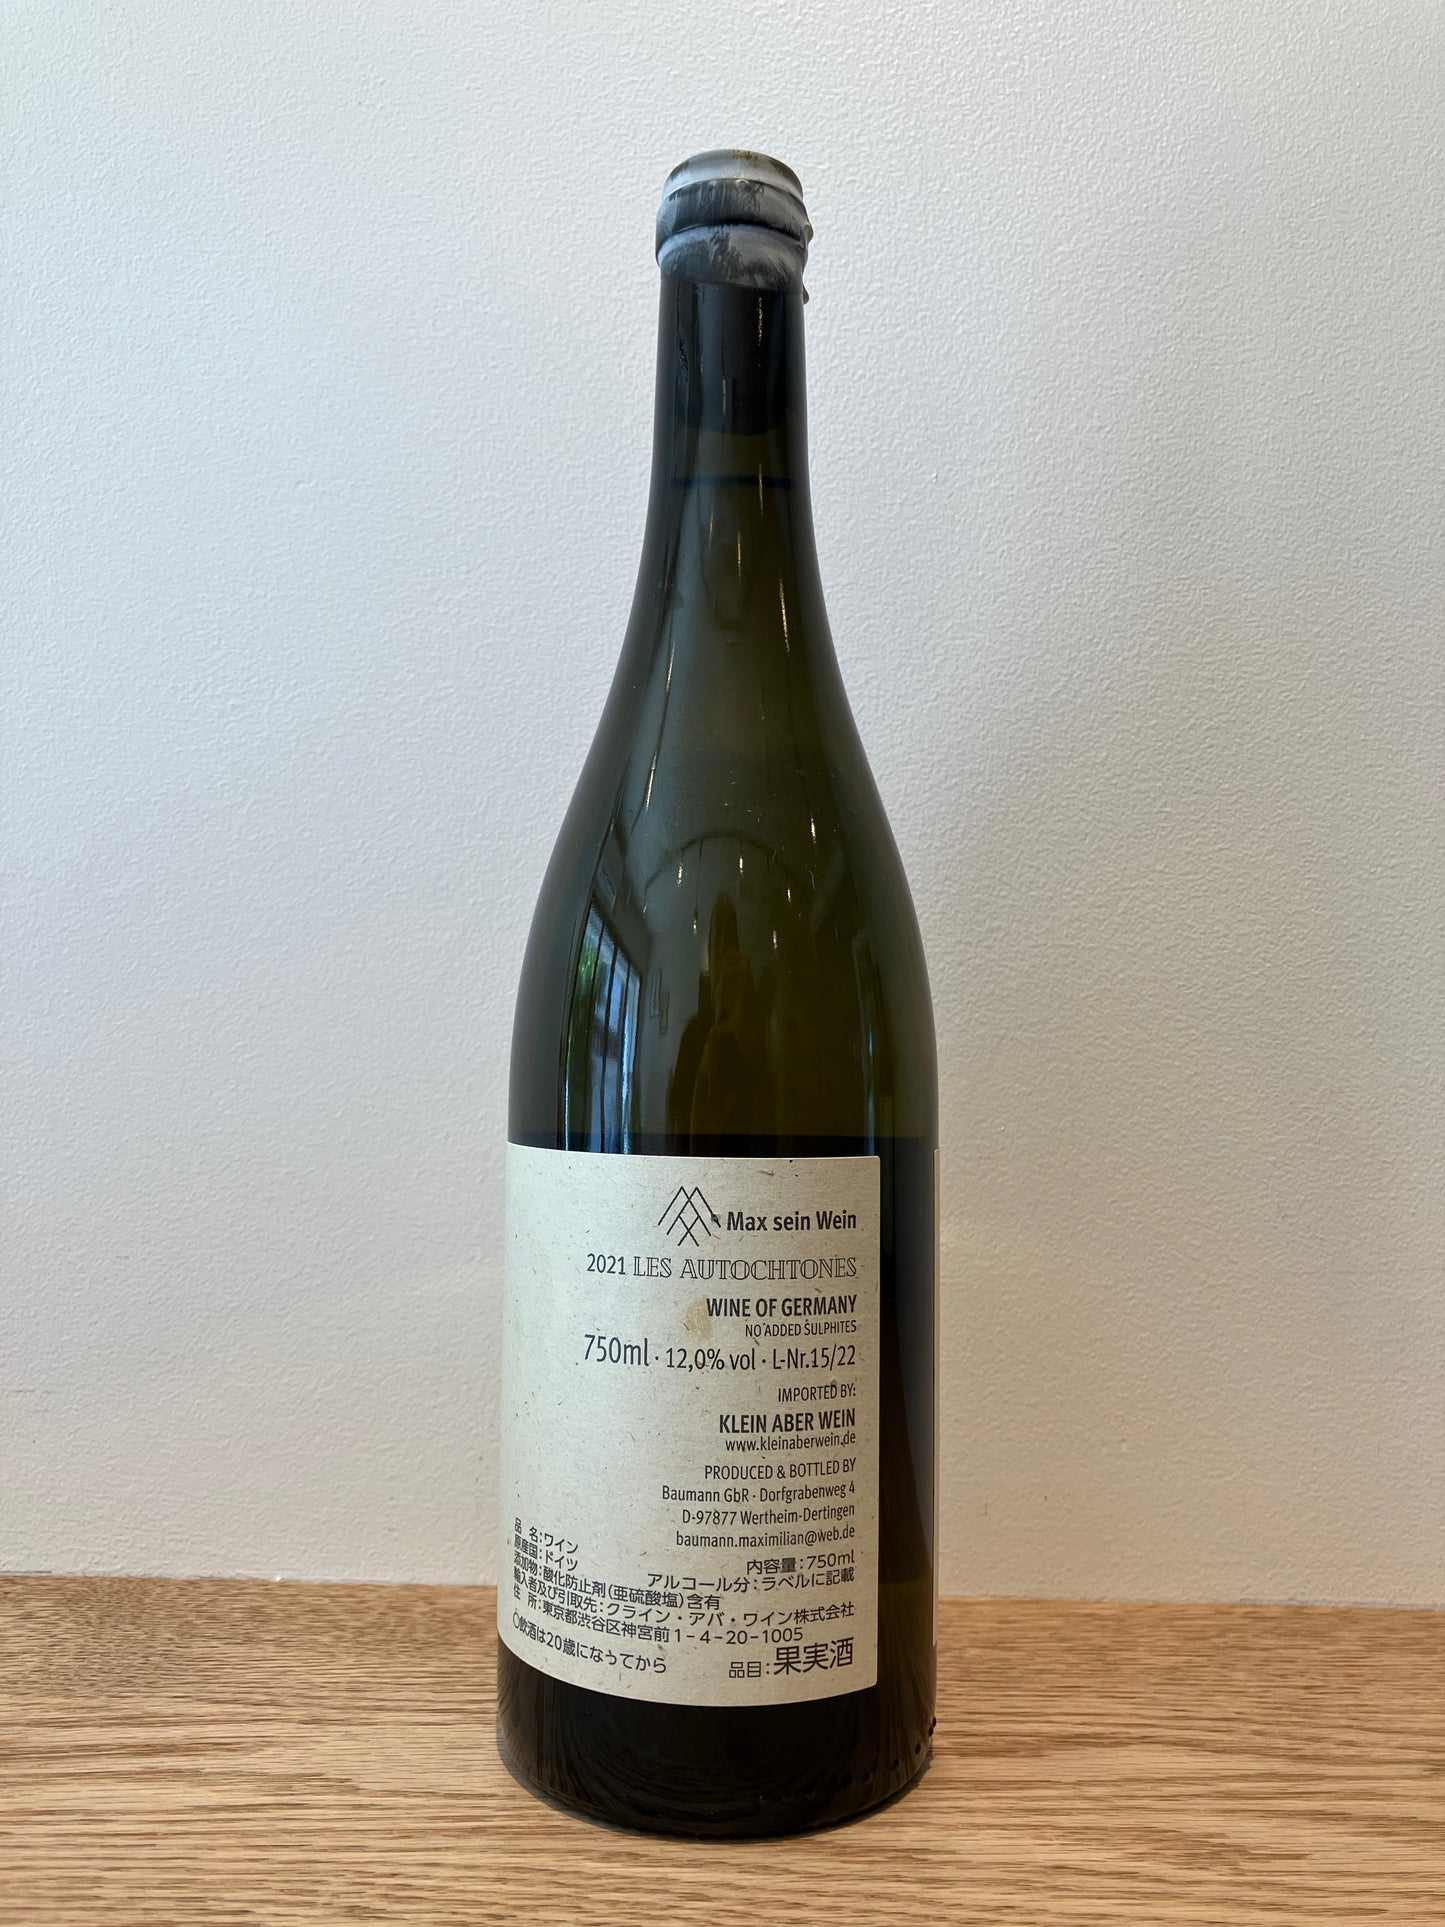 Max sein Wein
2021 LES AUTOCHTONES
WINE OF GERMANY
NO ADDED SULPHITES
750ml · 12,0% vol · L-Nr.15/22
IMPORTED BY:
KLEIN ABER WEIN
www.kleinaberwein.de
PRODUCED & BOTTLED BY
Baumann GbR · Dorfgrabenweg 4
D-97877 Wertheim-Dertingen
baumann.maximilian@web.de
品 名：ワイン
原産国：ドイツ 内容量：750ml
添加物：酸化防止剤（亜硫酸塩）含有 アルコール分：ラベルに記載
輸入者及び引取先：クライン・アバ・ワイン株式会社
住 所：東京都渋谷区神宮前1-4-20-1005
○飲酒は20歳になってから 品目：果実酒